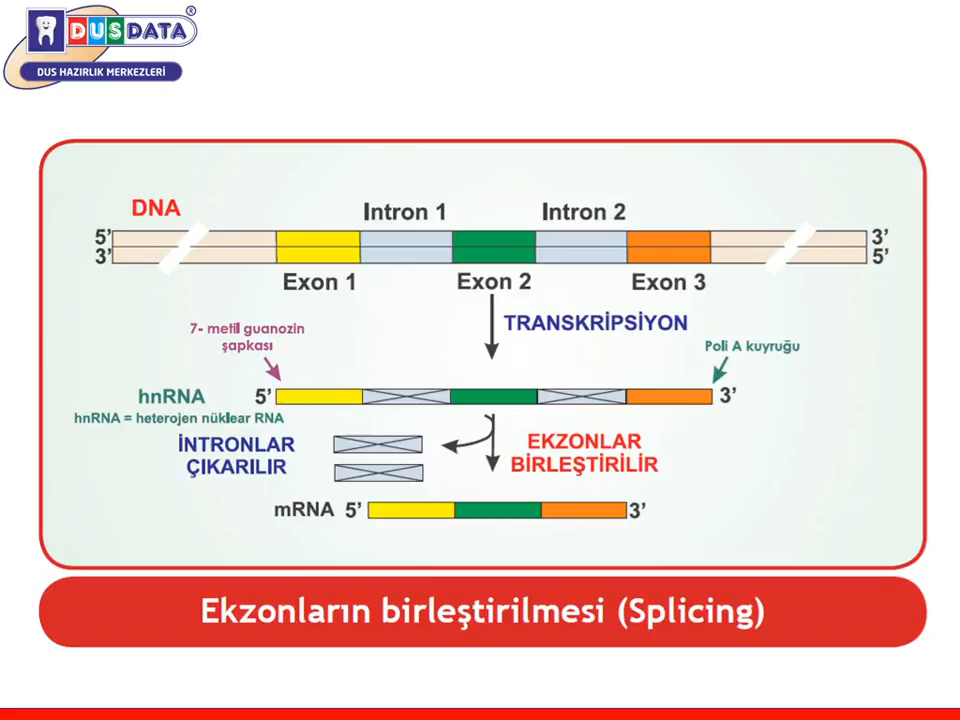 DUSDATA®
DUS HAZIRLIK MERKEZLERİ
DNA
Intron 1
Intron 2
5’
3’
3’
5’
Exon 1
Exon 2
Exon 3
TRANSKRİPSİYON
7- metil guanozin
şapkası
Poli A kuyruğu
hnRNA
5’
3’
hnRNA = heterojen nüklear RNA
İNTRONLAR
ÇIKARILIR
EKZONLAR
BİRLEŞTİRİLİR
mRNA 5’
3’
Ekzonların birleştirilmesi (Splicing)